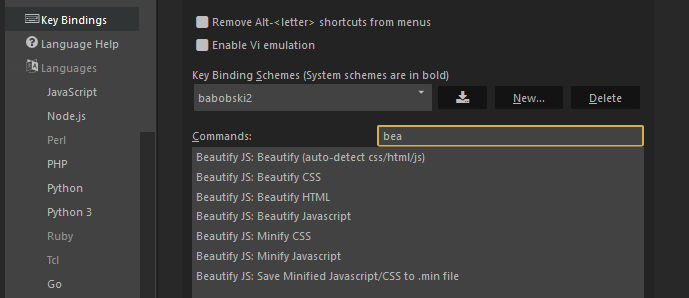 Key Bindings
Language Help
Languages
JavaScript
Node.js
Perl
PHP
Python
Python 3
Ruby
Tcl
Go
Remove Alt-<letter> shortcuts from menus
Enable Vi emulation
Key Binding Schemes (System schemes are in bold)
babobski2
New...
Delete
Commands:
bea
Beautify JS: Beautify (auto-detect css/html/js)
Beautify JS: Beautify CSS
Beautify JS: Beautify HTML
Beautify JS: Beautify Javascript
Beautify JS: Minify CSS
Beautify JS: Minify Javascript
Beautify JS: Save Minified Javascript/CSS to .min file